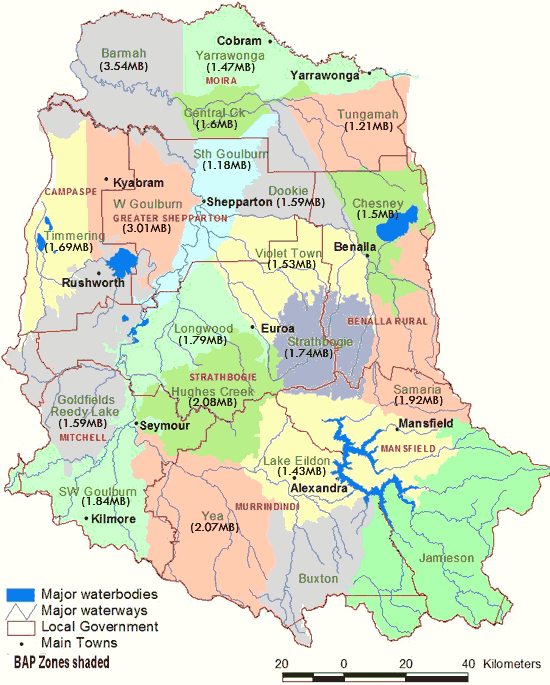 Cobram
Barmah
(3.54MB)
Yarrawonga
(1.47MB)
MOIRA
Yarrawonga
Central Ck
(1.6MB)
Tungamah
(1.21MB)
Sth Goulburn
(1.18MB)
Kyabram
CAMPASPE
W Goulburn
GREATER SHEPPARTON
(3.01MB)
Shepparton
Dookie
(1.59MB)
Chesney
(1.5MB)
Timmering
(1.69MB)
Violet Town
(1.53MB)
Benalla
Rushworth
Longwood
(1.79MB)
Euroa
Strathbogie
(1.74MB)
BENALLA RURAL
STRATHBOGIE
Hughes Creek
(2.08MB)
Samaria
(1.92MB)
Goldfields
Reedy Lake
(1.59MB)
MITCHELL
Seymour
Mansfield
MANSFIELD
Lake Eildon
(1.43MB)
Alexandra
SW Goulburn
(1.84MB)
Kilmore
MURRINDINDI
Yea
(2.07MB)
Buxton
Jamieson
Major waterbodies
Major waterways
Local Government
Main Towns
BAP Zones shaded
20 0 20 40 Kilometers